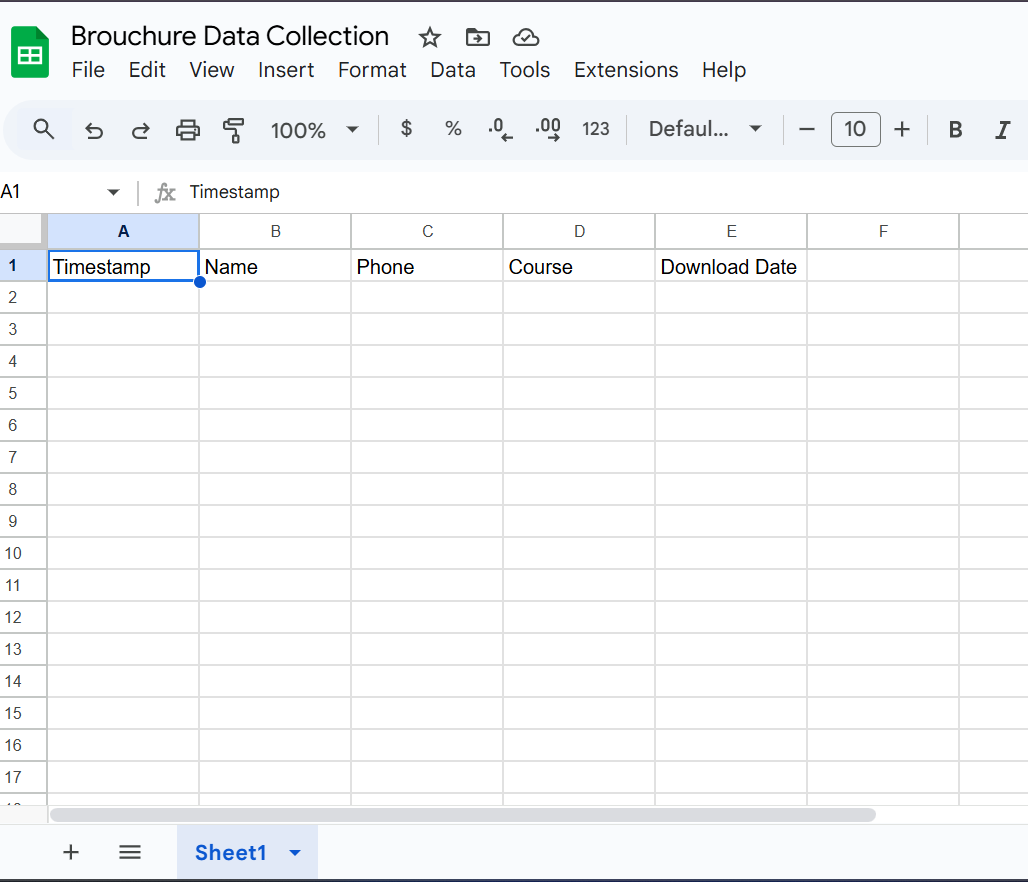 Brouchure Data Collection
File Edit View Insert Format Data Tools Extensions Help
100% $ % .0 .00 123 Defaul... 10 B I
A1 fx Timestamp
A B C D E F
1 Timestamp Name Phone Course Download Date
2
3
4
5
6
7
8
9
10
11
12
13
14
15
16
17
Sheet1